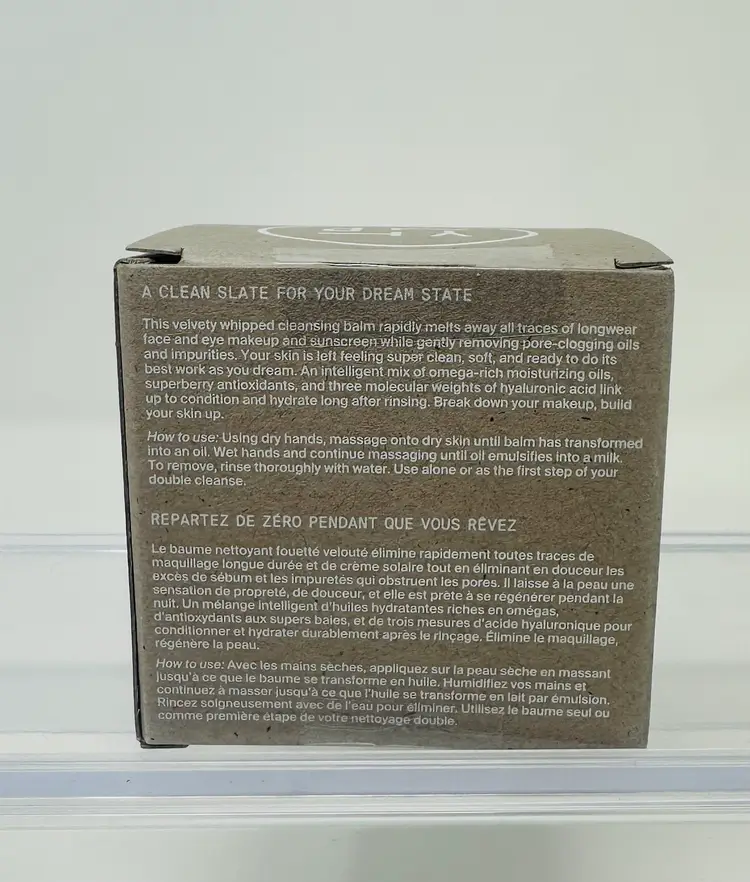 A CLEAN SLATE FOR YOUR DREAM STATE
This velvety whipped cleansing balm rapidly melts away all traces of longwear
face and eye makeup and sunscreen while gently removing pore-clogging oils
and impurities. Your skin is left feeling super clean, soft, and ready to do its
best work as you dream. An intelligent mix of omega-rich moisturizing oils,
superberry antioxidants, and three molecular weights of hyaluronic acid link
up to condition and hydrate long after rinsing. Break down your makeup, build
your skin up.
How to use: Using dry hands, massage onto dry skin until balm has transformed
into an oil. Wet hands and continue massaging until oil emulsifies into a milk.
To remove, rinse thoroughly with water. Use alone or as the first step of your
double cleanse.
REPARTEZ DE ZÉRO PENDANT QUE VOUS RÊVEZ
Le baume nettoyant fouetté velouté élimine rapidement toutes traces de
maquillage longue durée et de crème solaire tout en éliminant en douceur les
excès de sébum et les impuretés qui obstruent les pores. Il laisse à la peau une
sensation de propreté, de douceur, et elle est prête à se régénérer pendant la
nuit. Un mélange intelligent d'huiles hydratantes riches en omégas,
d'antioxydants aux supers baies, et de trois mesures d'acide hyaluronique pour
conditionner et hydrater durablement après le rinçage. Élimine le maquillage,
régénère la peau.
How to use: Avec les mains sèches, appliquez sur la peau sèche en massant
jusqu'à ce que le baume se transforme en huile. Humidifiez vos mains et
continuez à masser jusqu'à ce que l'huile se transforme en lait par émulsion.
Rincez soigneusement avec de l'eau pour éliminer. Utilisez le baume seul ou
comme première étape de votre nettoyage double.